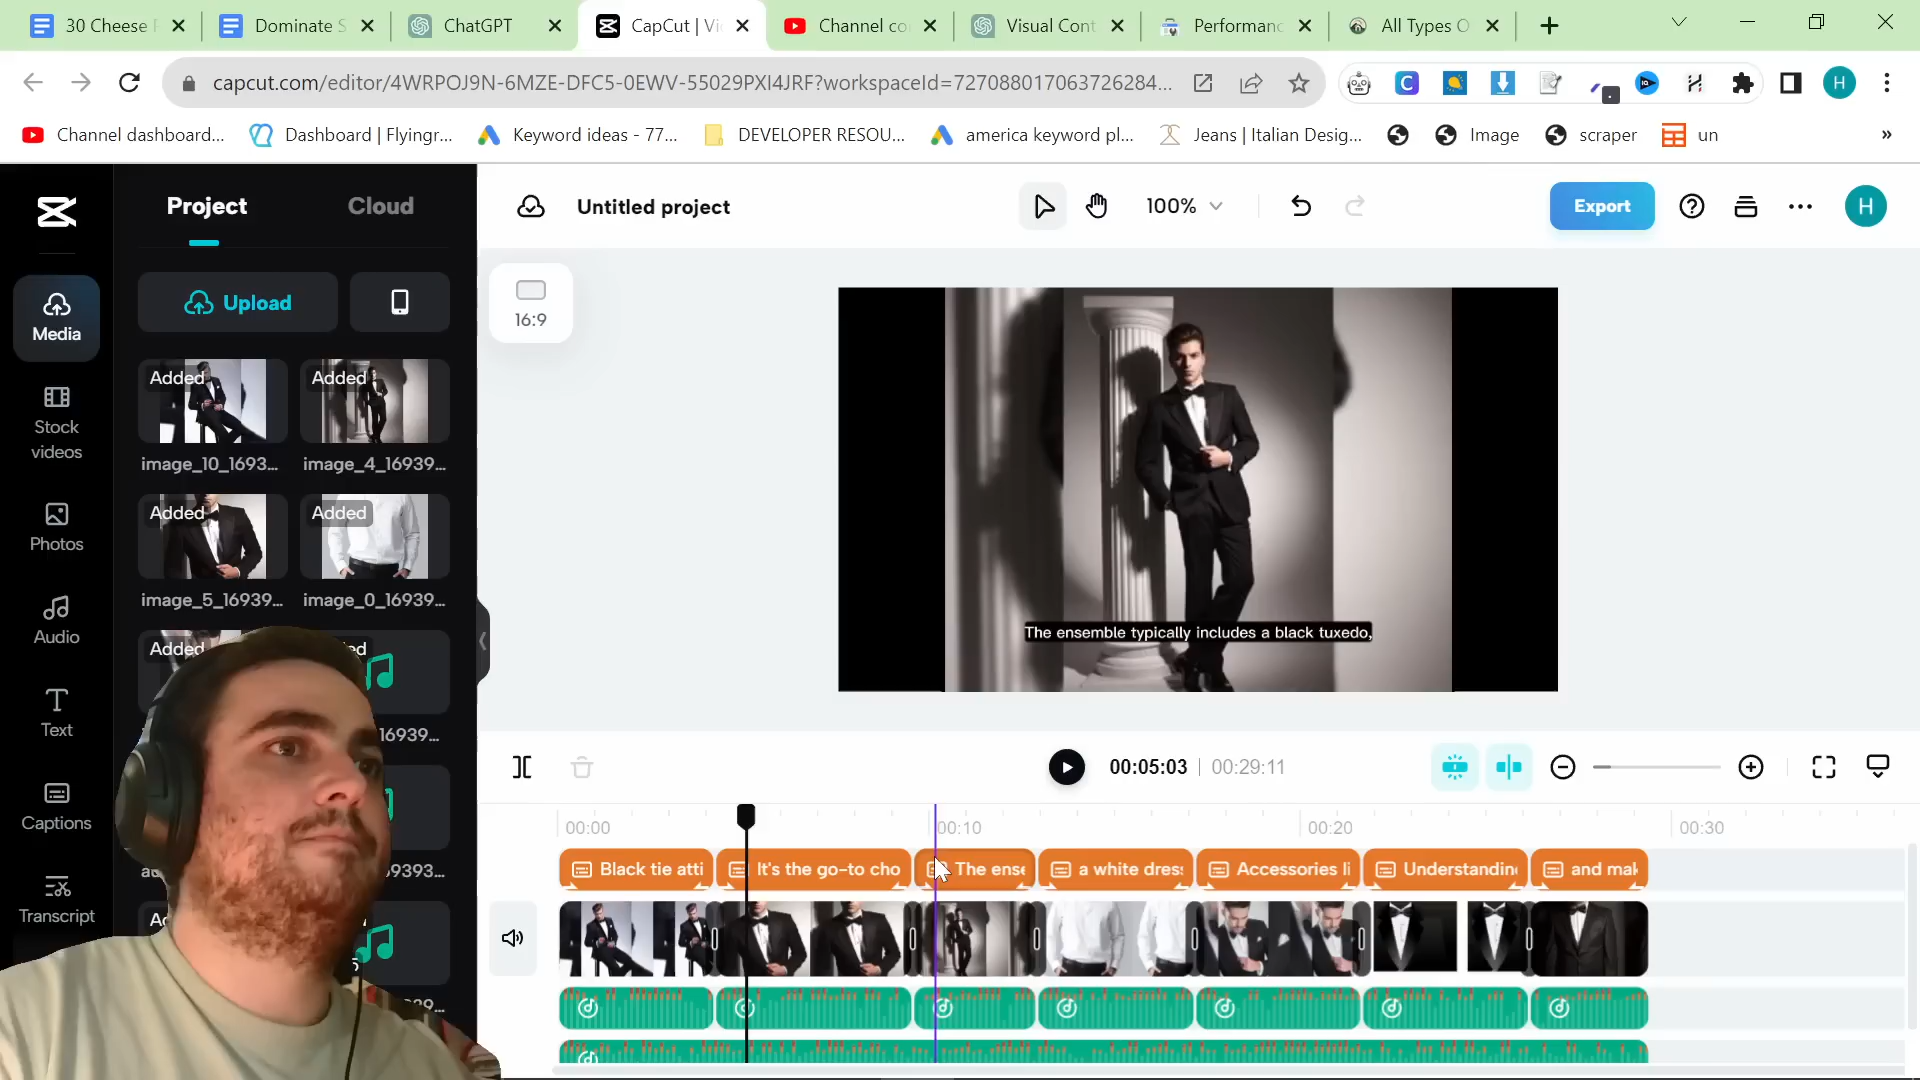 30 Cheese
Dominate S
ChatGPT
CapCut | Vi
Channel co
Visual Cont
Performanc
All Types O
capcut.com/editor/4WRPOJ9N-6MZE-DFC5-0EWV-55029PXI4JRF?workspaceId=727088017063726284...
H
Channel dashboard...
Dashboard | Flyingr...
Keyword ideas - 77...
DEVELOPER RESOU...
america keyword pl...
Jeans | Italian Desig...
Image
scraper
un
»
Project
Cloud
Untitled project
100%
Export
H
Upload
16:9
Media
Stock
videos
Photos
Audio
Text
Captions
Transcript
Added
Added
image_10_1693...
image_4_16939...
Added
Added
image_5_16939...
image_0_16939...
Added
The ensemble typically includes a black tuxedo,
00:05:03 | 00:29:11
00:00
00:10
00:20
00:30
Black tie atti
It's the go-to cho
The ense
a white dress
Accessories li
Understandin
and mak